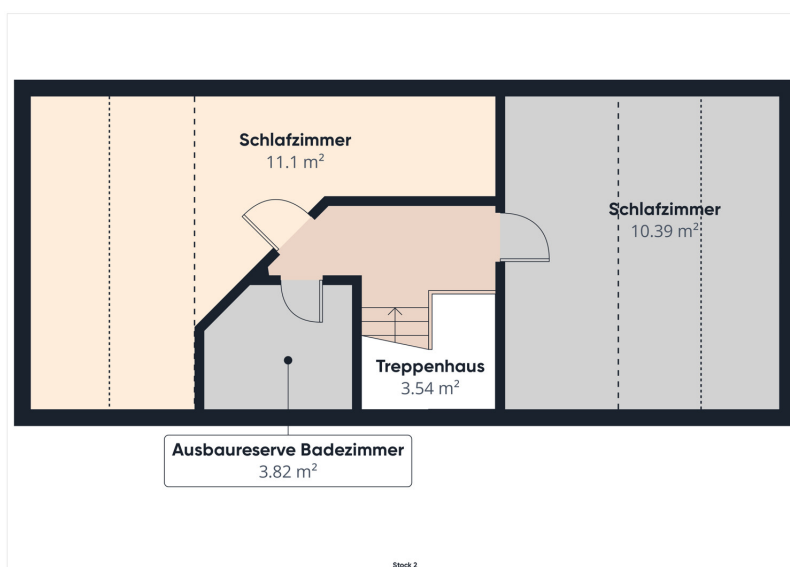 Schlafzimmer
11.1 m²
Schlafzimmer
10.39 m²
Treppenhaus
3.54 m²
Ausbaureserve Badezimmer
3.82 m²
Stock 2